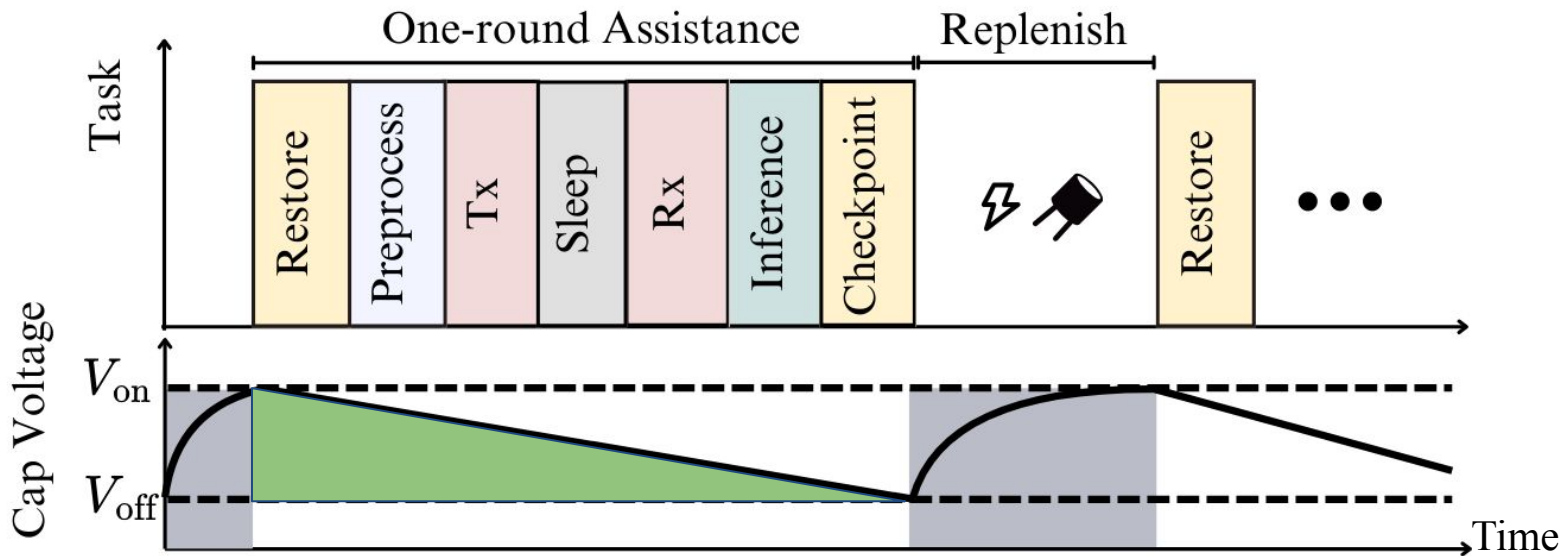 One-round Assistance
Replenish
Task
Restore
Preprocess
Tx
Sleep
Rx
Inference
Checkpoint
Restore
Cap Voltage
Von
Voff
Time